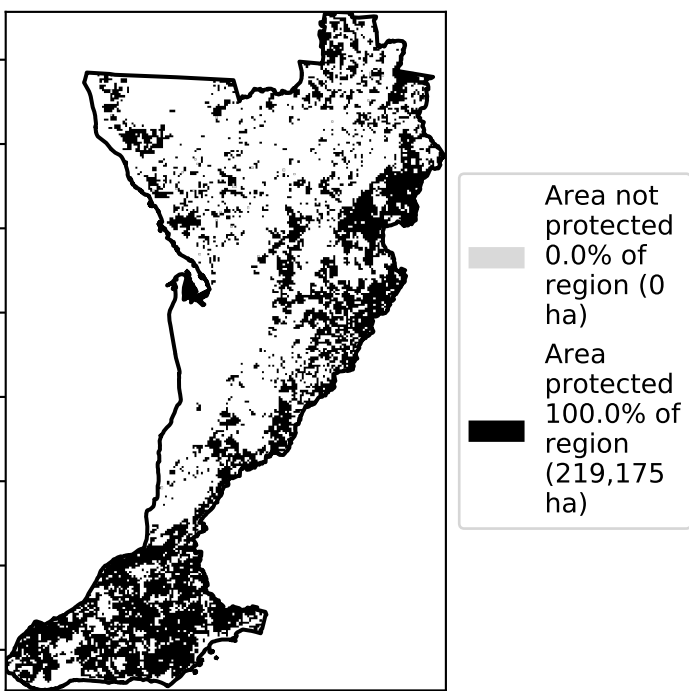 Area not
protected
0.0% of
region (0
ha)
Area
protected
100.0% of
region
(219,175
ha)